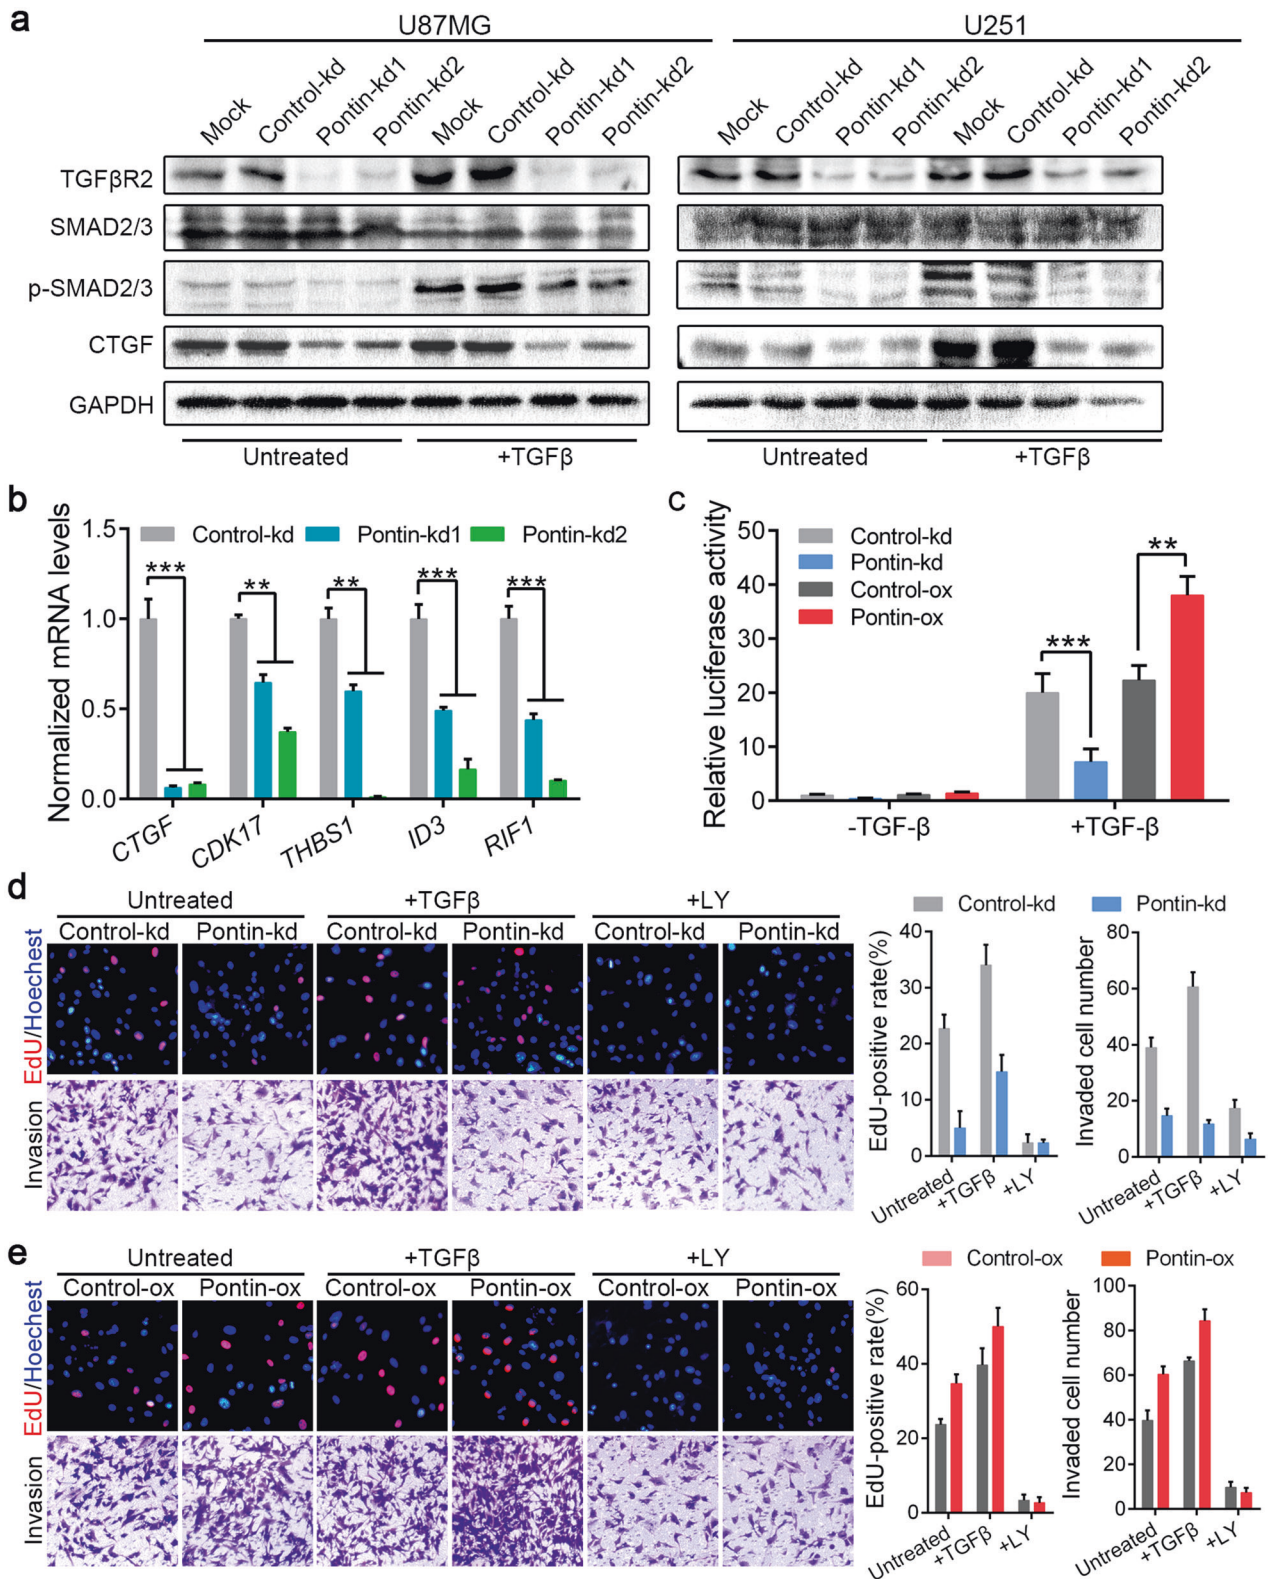 a
U87MG
U251
Mock Control-kd Pontin-kd1 Pontin-kd2 Mock Control-kd Pontin-kd1 Pontin-kd2
Mock Control-kd Pontin-kd1 Pontin-kd2 Mock Control-kd Pontin-kd1 Pontin-kd2
TGFβR2
SMAD2/3
p-SMAD2/3
CTGF
GAPDH
Untreated +TGFβ Untreated +TGFβ
b
Normalized mRNA levels
1.5
1.0
0.5
0.0
Control-kd Pontin-kd1 Pontin-kd2
*** ** ** *** ***
CTGF CDK17 THBS1 ID3 RIF1
c
Relative luciferase activity
50
40
30
20
10
0
Control-kd
Pontin-kd
Control-ox
Pontin-ox
**
***
-TGF-β +TGF-β
d
Untreated +TGFβ +LY
Control-kd Pontin-kd Control-kd Pontin-kd Control-kd Pontin-kd
EdU/Hoechest
Invasion
Control-kd Pontin-kd
EdU-positive rate(%)
40
30
20
10
0
Untreated +TGFβ +LY
Invaded cell number
80
60
40
20
0
Untreated +TGFβ +LY
e
Untreated +TGFβ +LY
Control-ox Pontin-ox Control-ox Pontin-ox Control-ox Pontin-ox
EdU/Hoechest
Invasion
Control-ox Pontin-ox
EdU-positive rate(%)
60
40
20
0
Untreated +TGFβ +LY
Invaded cell number
100
80
60
40
20
0
Untreated +TGFβ +LY